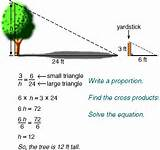 yardstick
3 ft
24 ft
6 ft
3/6 = h/24 ← small triangle
← large triangle
Write a proportion.
6 × h = 3 × 24
Find the cross products.
6h = 72
Solve the equation.
6h/6 = 72/6
h = 12
So, the tree is 12 ft tall.